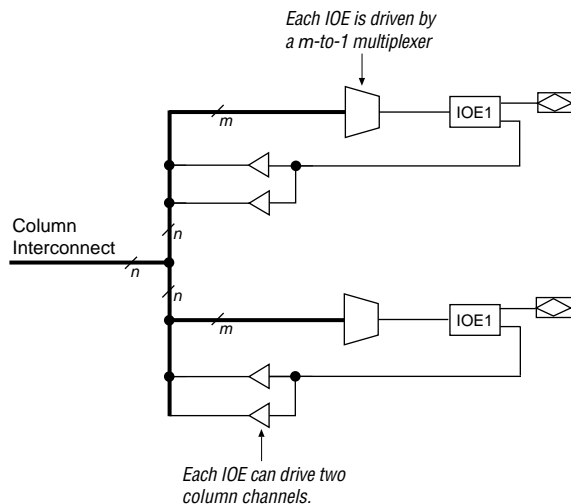 Each IOE is driven by
a m-to-1 multiplexer
m
IOE1
Column
Interconnect
n
n
n
m
IOE1
Each IOE can drive two
column channels.